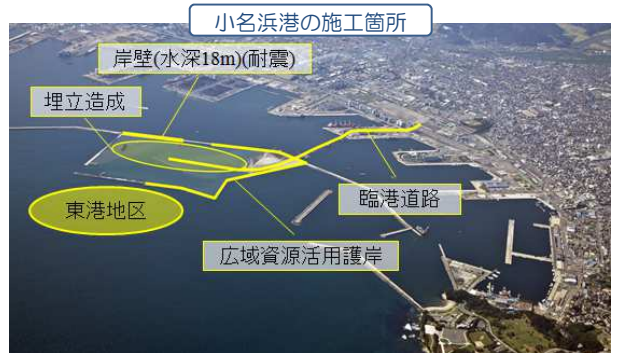 小名浜港の施工箇所
岸壁(水深18m)(耐震)
埋立造成
臨港道路
東港地区
広域資源活用護岸